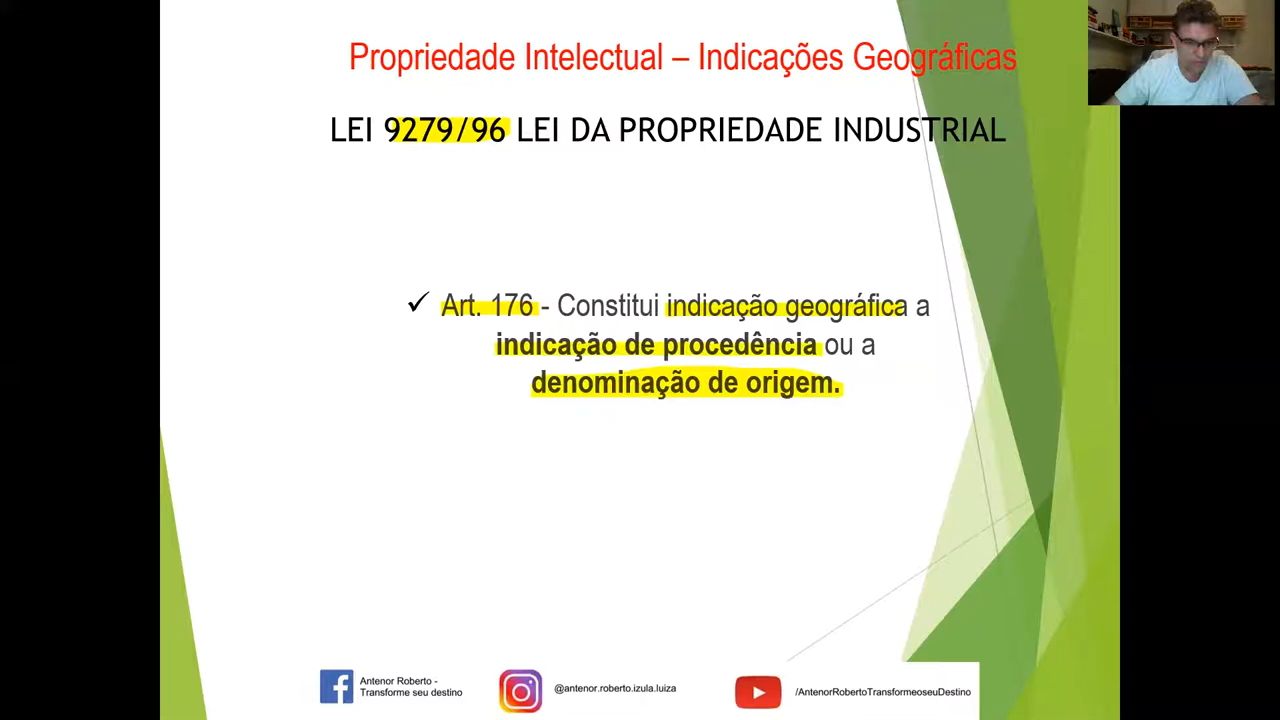 Propriedade Intelectual – Indicações Geográficas
LEI 9279/96 LEI DA PROPRIEDADE INDUSTRIAL
✓ Art. 176 - Constitui indicação geográfica a
indicação de procedência ou a
denominação de origem.
Antenor Roberto -
Transforme seu destino
@antenor.roberto.izula.luiza
/AntenorRobertoTransformeoseuDestino